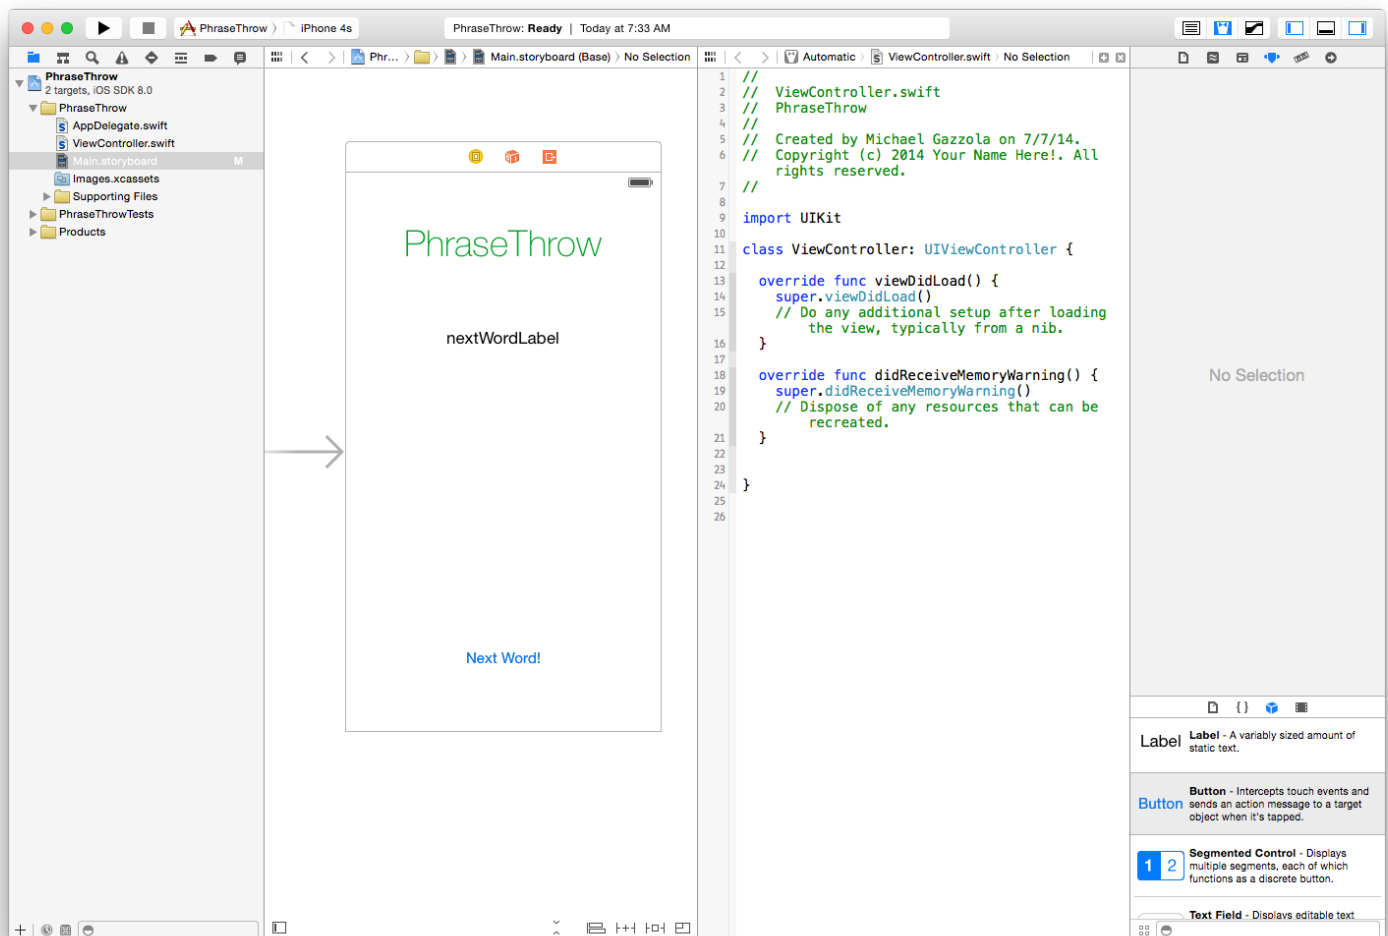 PhraseThrow
iPhone 4s
PhraseThrow: Ready | Today at 7:33 AM
PhraseThrow
2 targets, iOS SDK 8.0
PhraseThrow
AppDelegate.swift
ViewController.swift
Main.storyboard M
Images.xcassets
Supporting Files
PhraseThrowTests
Products
Phr...
Main.storyboard (Base)
No Selection
PhraseThrow
nextWordLabel
Next Word!
Automatic
ViewController.swift
No Selection
1 //
2 //  ViewController.swift
3 //  PhraseThrow
4 //
5 //  Created by Michael Gazzola on 7/7/14.
6 //  Copyright (c) 2014 Your Name Here!. All
rights reserved.
7 //
8
9 import UIKit
10
11 class ViewController: UIViewController {
12
13 override func viewDidLoad() {
14 super.viewDidLoad()
15 // Do any additional setup after loading
the view, typically from a nib.
16 }
17
18 override func didReceiveMemoryWarning() {
19 super.didReceiveMemoryWarning()
20 // Dispose of any resources that can be
recreated.
21 }
22
23
24 }
25
26
No Selection
{ }
Label
Label - A variably sized amount of
static text.
Button
Button - Intercepts touch events and
sends an action message to a target
object when it's tapped.
1 2
Segmented Control - Displays
multiple segments, each of which
functions as a discrete button.
Text Field - Displays editable text